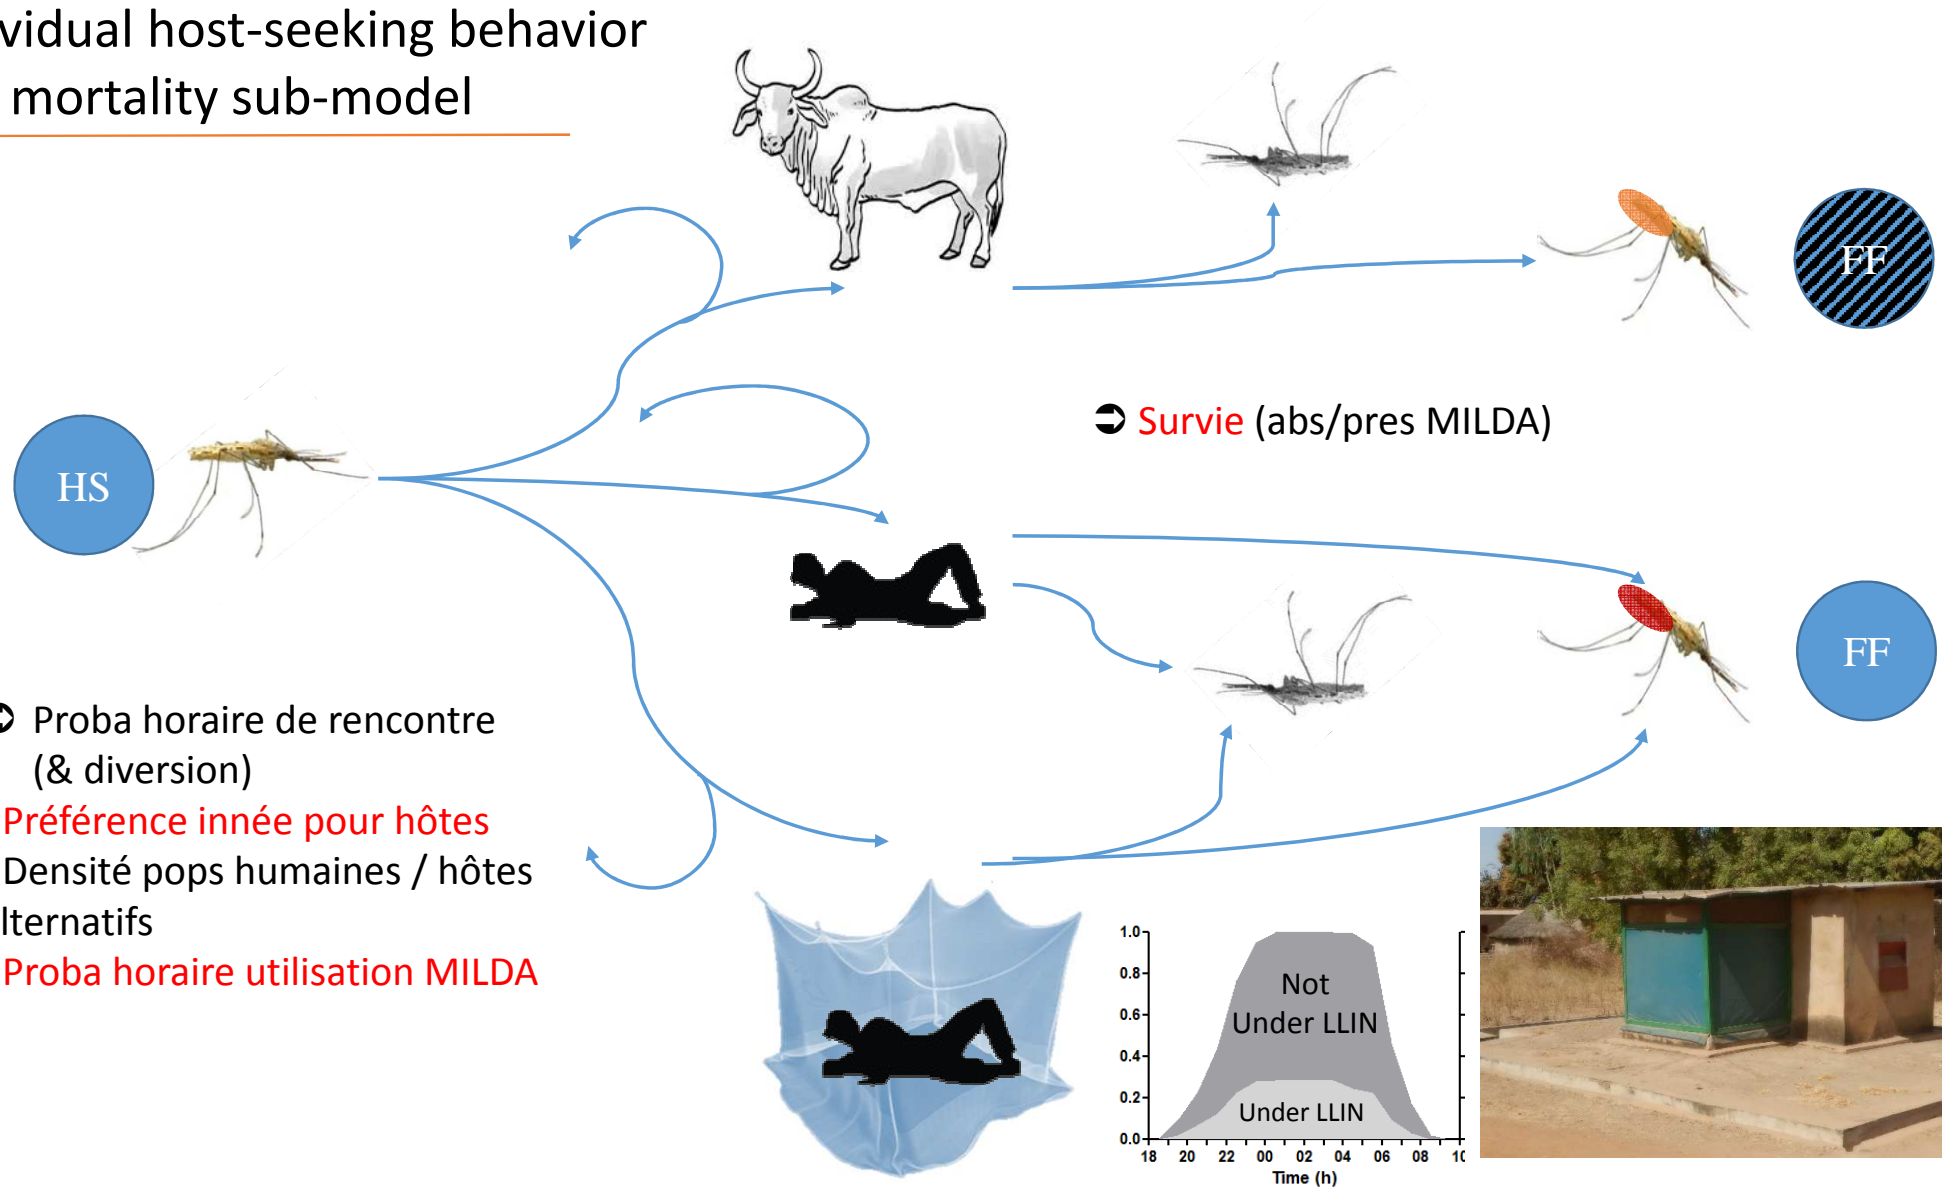 vidual host-seeking behavior
mortality sub-model
FF
➲ Survie (abs/pres MILDA)
HS
FF
➲ Proba horaire de rencontre
(& diversion)
Préférence innée pour hôtes
Densité pops humaines / hôtes
lternatifs
Proba horaire utilisation MILDA
1.0
0.8
0.6
0.4
0.2
0.0
Not
Under LLIN
Under LLIN
18 20 22 00 02 04 06 08 10
Time (h)